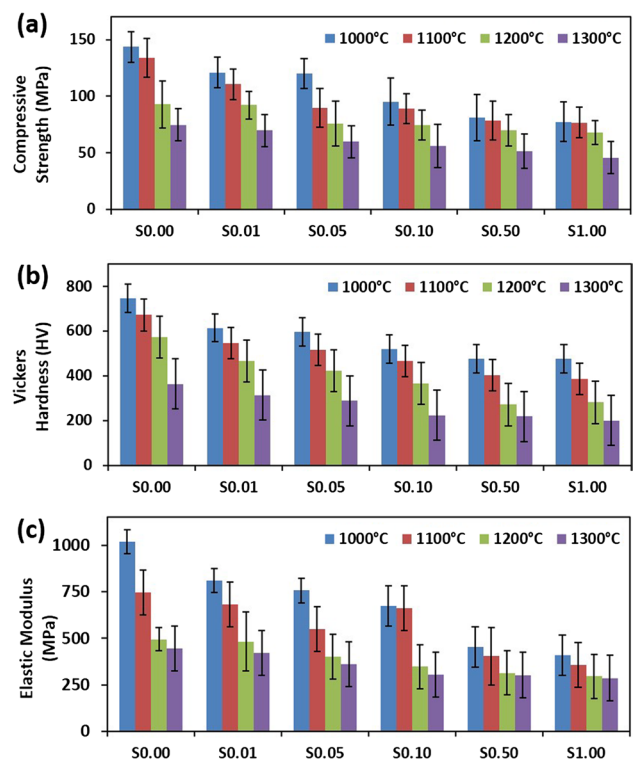 (a)
1000°C 1100°C 1200°C 1300°C
Compressive
Strength (MPa)
150
100
50
0
S0.00 S0.01 S0.05 S0.10 S0.50 S1.00
(b)
1000°C 1100°C 1200°C 1300°C
Vickers
Hardness (HV)
800
600
400
200
0
S0.00 S0.01 S0.05 S0.10 S0.50 S1.00
(c)
1000°C 1100°C 1200°C 1300°C
Elastic Modulus
(MPa)
1000
750
500
250
0
S0.00 S0.01 S0.05 S0.10 S0.50 S1.00